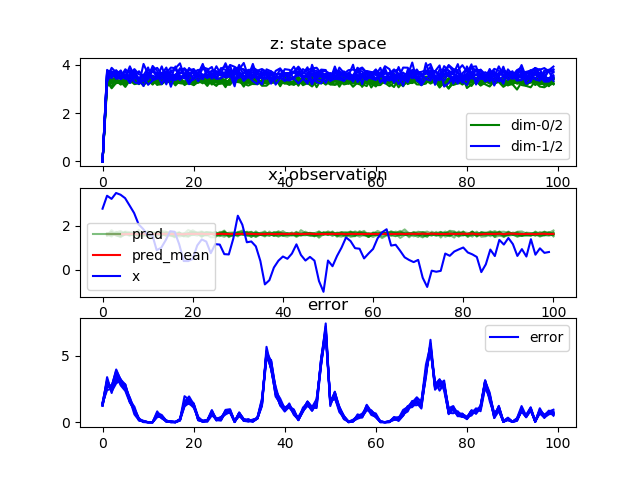 z: state space
4
2
0
dim-0/2
dim-1/2
0 20 40 60 80 100
x: observation
2
0
pred
pred_mean
x
0 20 40 60 80 100
error
5
0
error
0 20 40 60 80 100